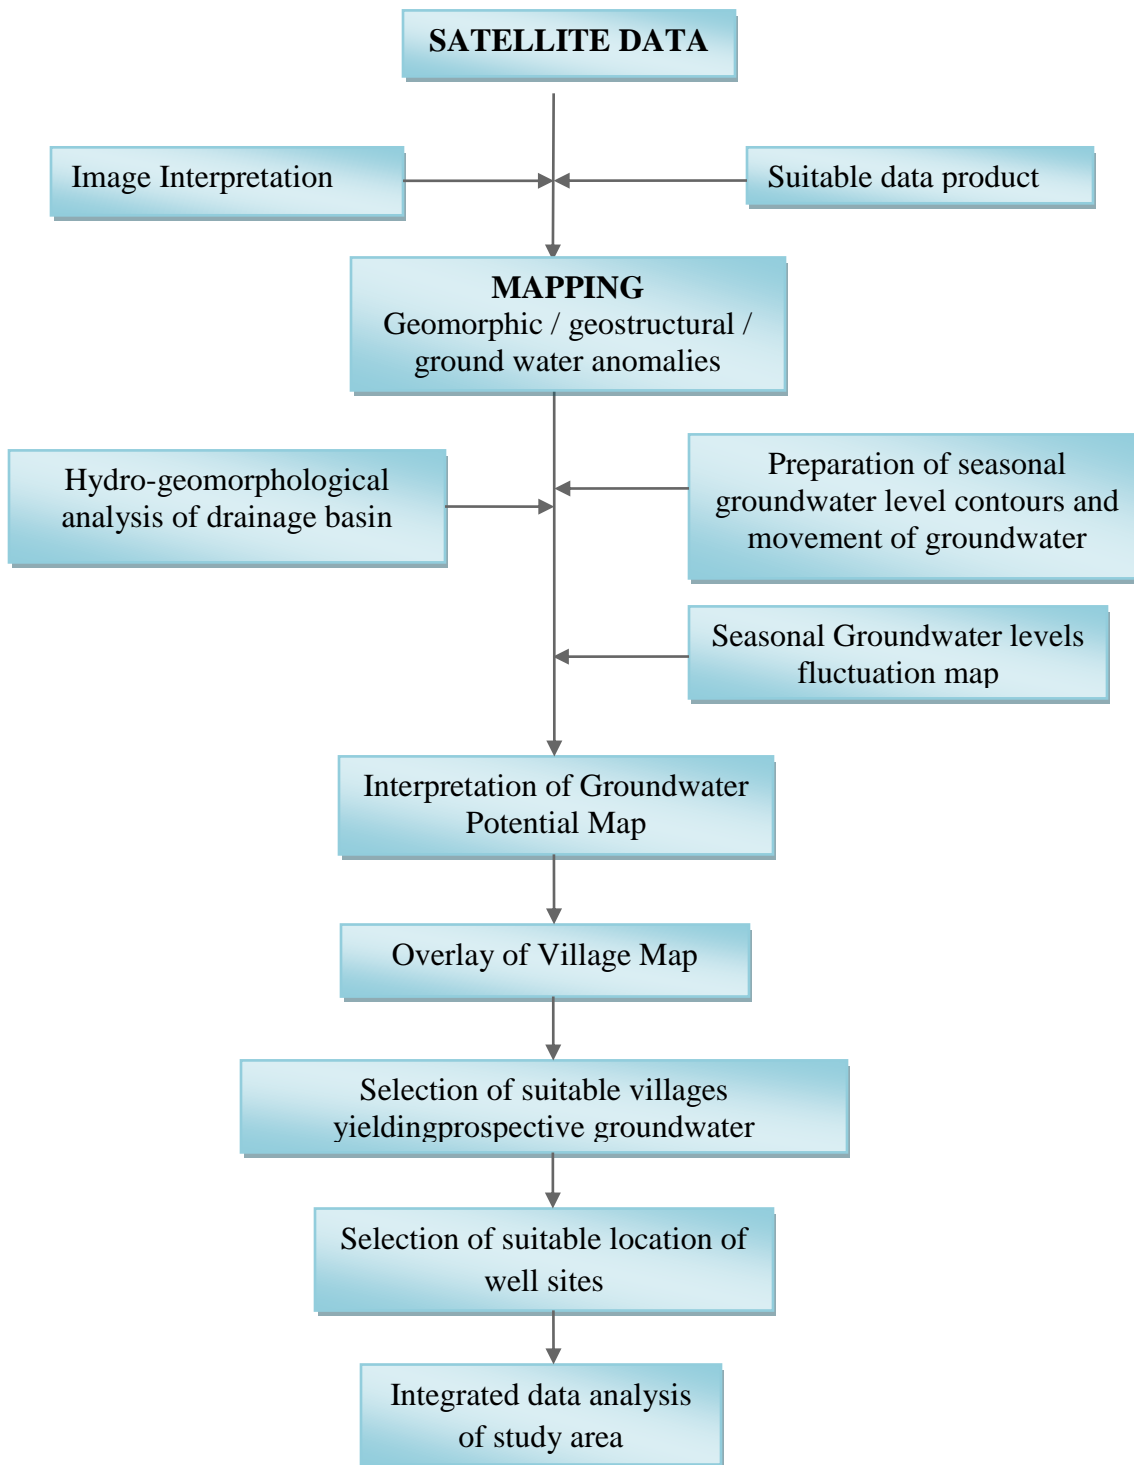 SATELLITE DATA
Image Interpretation
Suitable data product
MAPPING
Geomorphic / geostructural /
ground water anomalies
Hydro-geomorphological
analysis of drainage basin
Preparation of seasonal
groundwater level contours and
movement of groundwater
Seasonal Groundwater levels
fluctuation map
Interpretation of Groundwater
Potential Map
Overlay of Village Map
Selection of suitable villages
yieldingprospective groundwater
Selection of suitable location of
well sites
Integrated data analysis
of study area